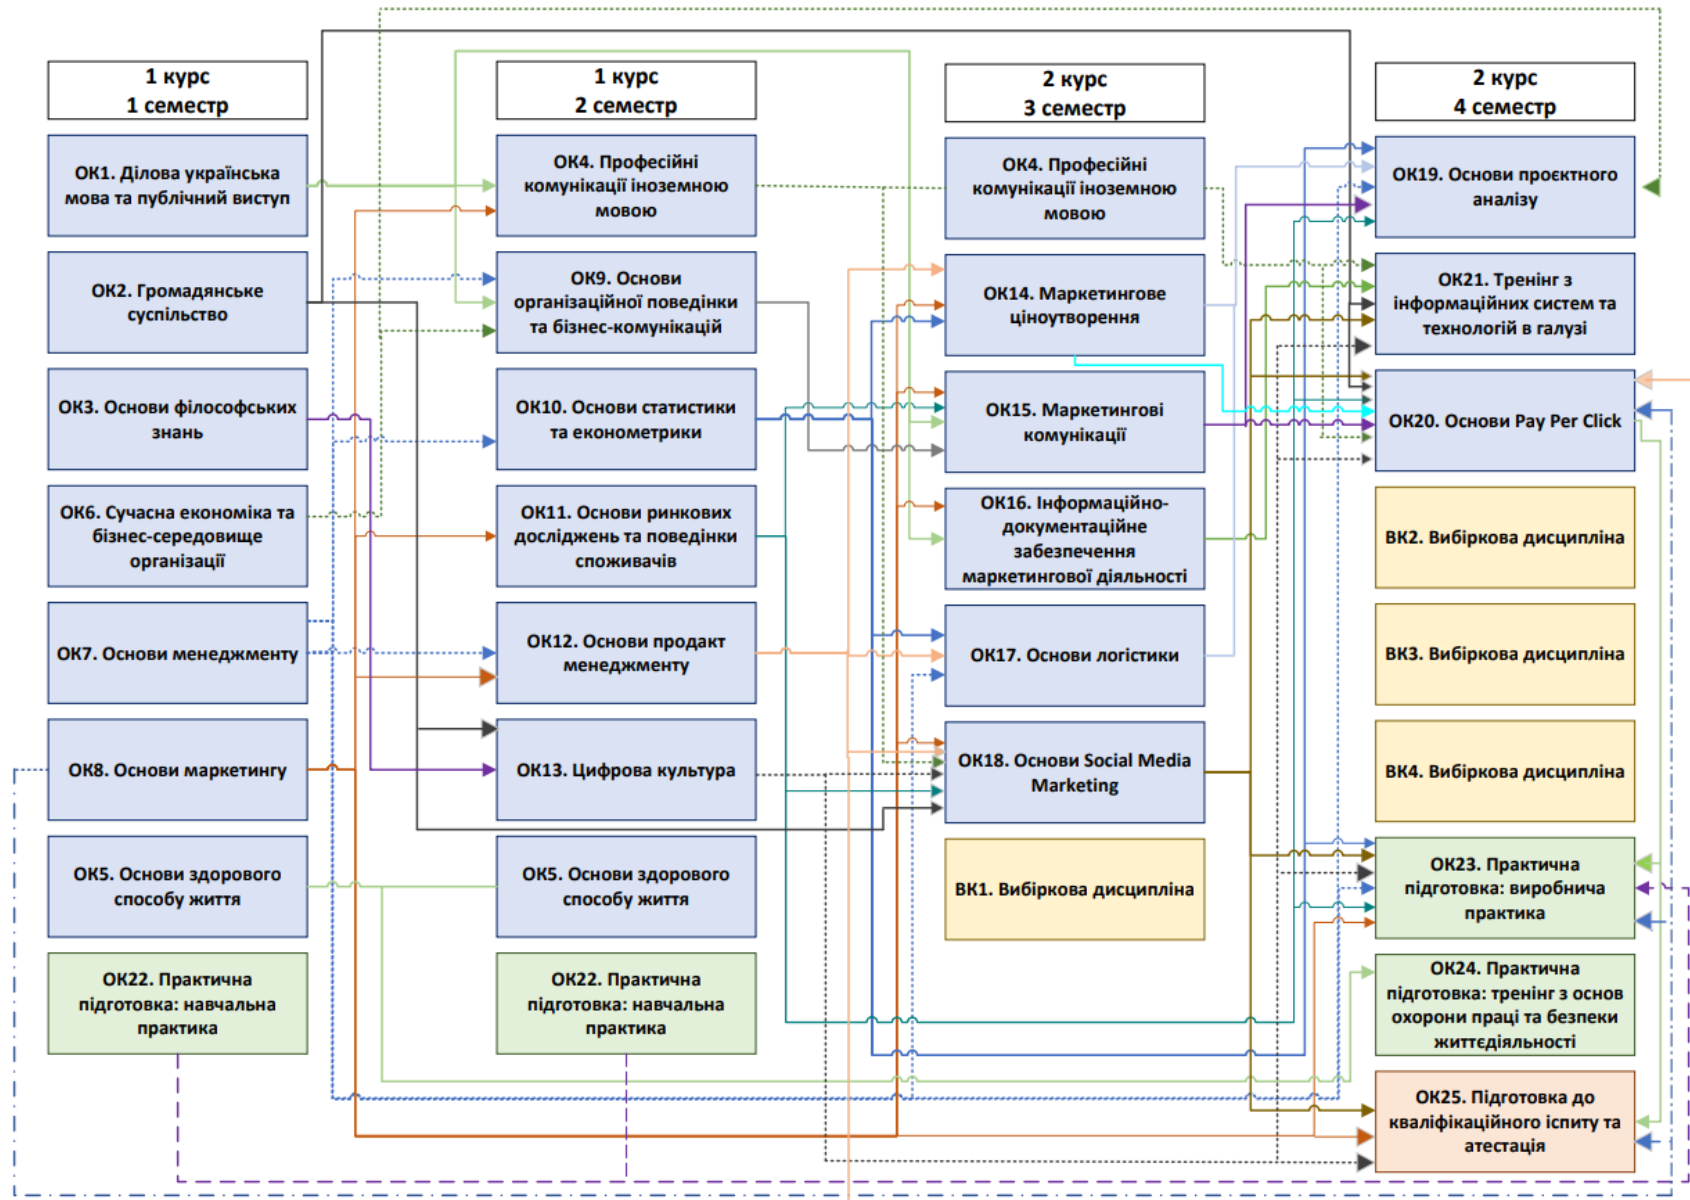 1 курс
1 семестр
ОК1. Ділова українська
мова та публічний виступ
ОК2. Громадянське
суспільство
ОК3. Основи філософських
знань
ОК6. Сучасна економіка та
бізнес-середовище
організації
ОК7. Основи менеджменту
ОК8. Основи маркетингу
ОК5. Основи здорового
способу життя
ОК22. Практична
підготовка: навчальна
практика
1 курс
2 семестр
ОК4. Професійні
комунікації іноземною
мовою
ОК9. Основи
організаційної поведінки
та бізнес-комунікацій
ОК10. Основи статистики
та економетрики
ОК11. Основи ринкових
досліджень та поведінки
споживачів
ОК12. Основи продакт
менеджменту
ОК13. Цифрова культура
ОК5. Основи здорового
способу життя
ОК22. Практична
підготовка: навчальна
практика
2 курс
3 семестр
ОК4. Професійні
комунікації іноземною
мовою
ОК14. Маркетингове
ціноутворення
ОК15. Маркетингові
комунікації
ОК16. Інформаційно-
документаційне
забезпечення
маркетингової діяльності
ОК17. Основи логістики
ОК18. Основи Social Media
Marketing
ВК1. Вибіркова дисципліна
2 курс
4 семестр
ОК19. Основи проєктного
аналізу
ОК21. Тренінг з
інформаційних систем та
технологій в галузі
ОК20. Основи Pay Per Click
ВК2. Вибіркова дисципліна
ВК3. Вибіркова дисципліна
ВК4. Вибіркова дисципліна
ОК23. Практична
підготовка: виробнича
практика
ОК24. Практична
підготовка: тренінг з основ
охорони праці та безпеки
життєдіяльності
ОК25. Підготовка до
кваліфікаційного іспиту та
атестація